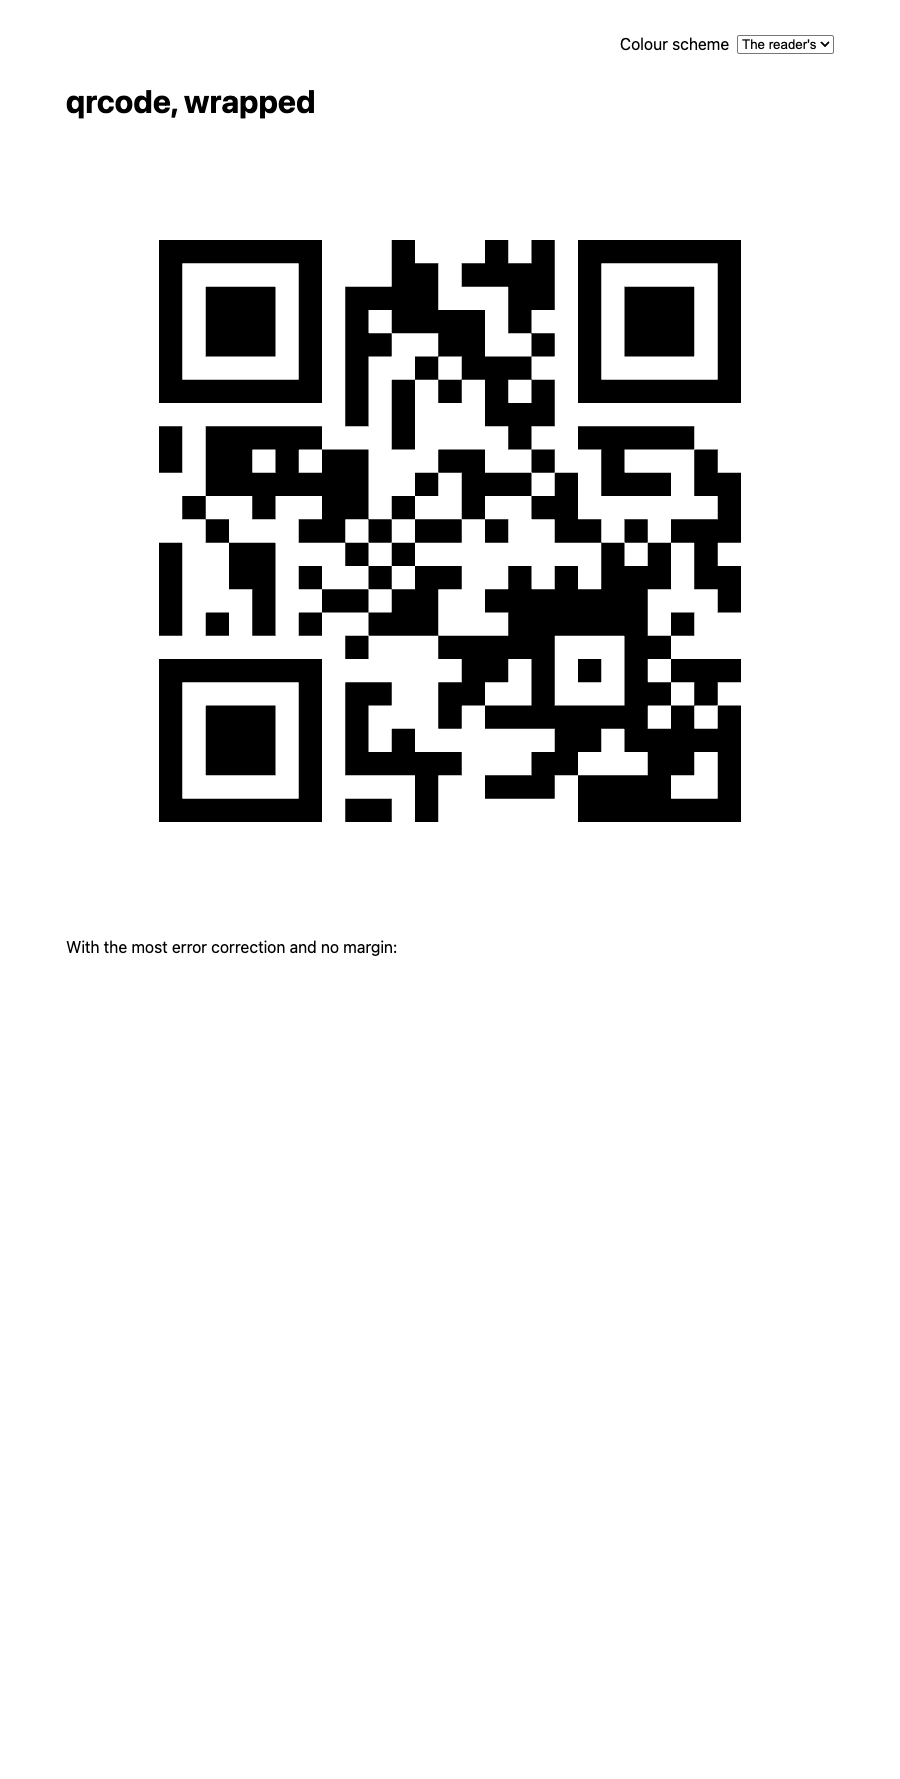 Colour scheme The reader's
qrcode, wrapped
With the most error correction and no margin: